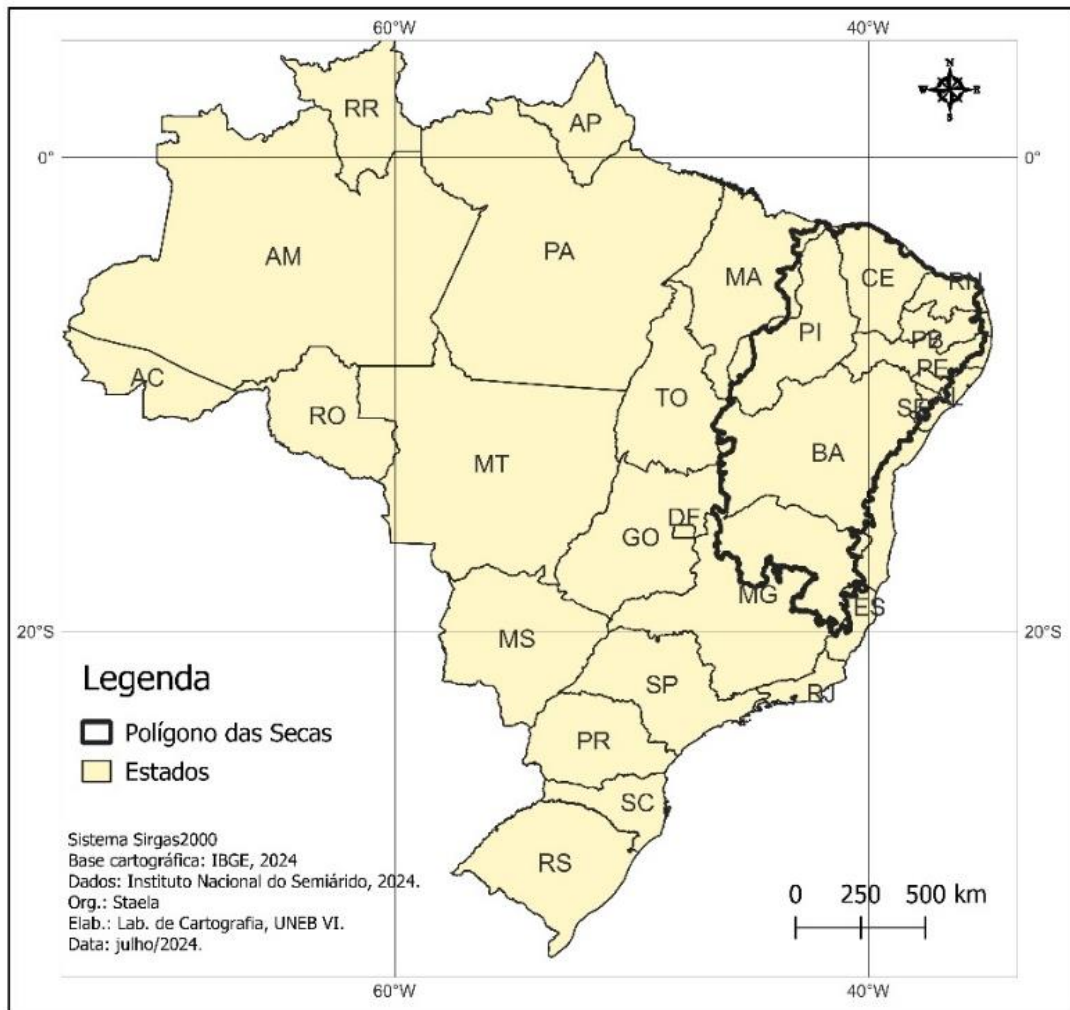 60°W 40°W
N
W E
S
RR
AP
0° 0°
AM
PA
MA
CE
RN
PI
PB
PE
AC
TO
AL
SE
RO
BA
MT
DF
GO
MG
ES
20°S 20°S
MS
SP
RJ
PR
SC
RS
Legenda
Polígono das Secas
Estados
Sistema Sirgas2000
Base cartográfica: IBGE, 2024
Dados: Instituto Nacional do Semiárido, 2024.
Org.: Staela
Elab.: Lab. de Cartografia, UNEB VI.
Data: julho/2024.
0 250 500 km
60°W 40°W